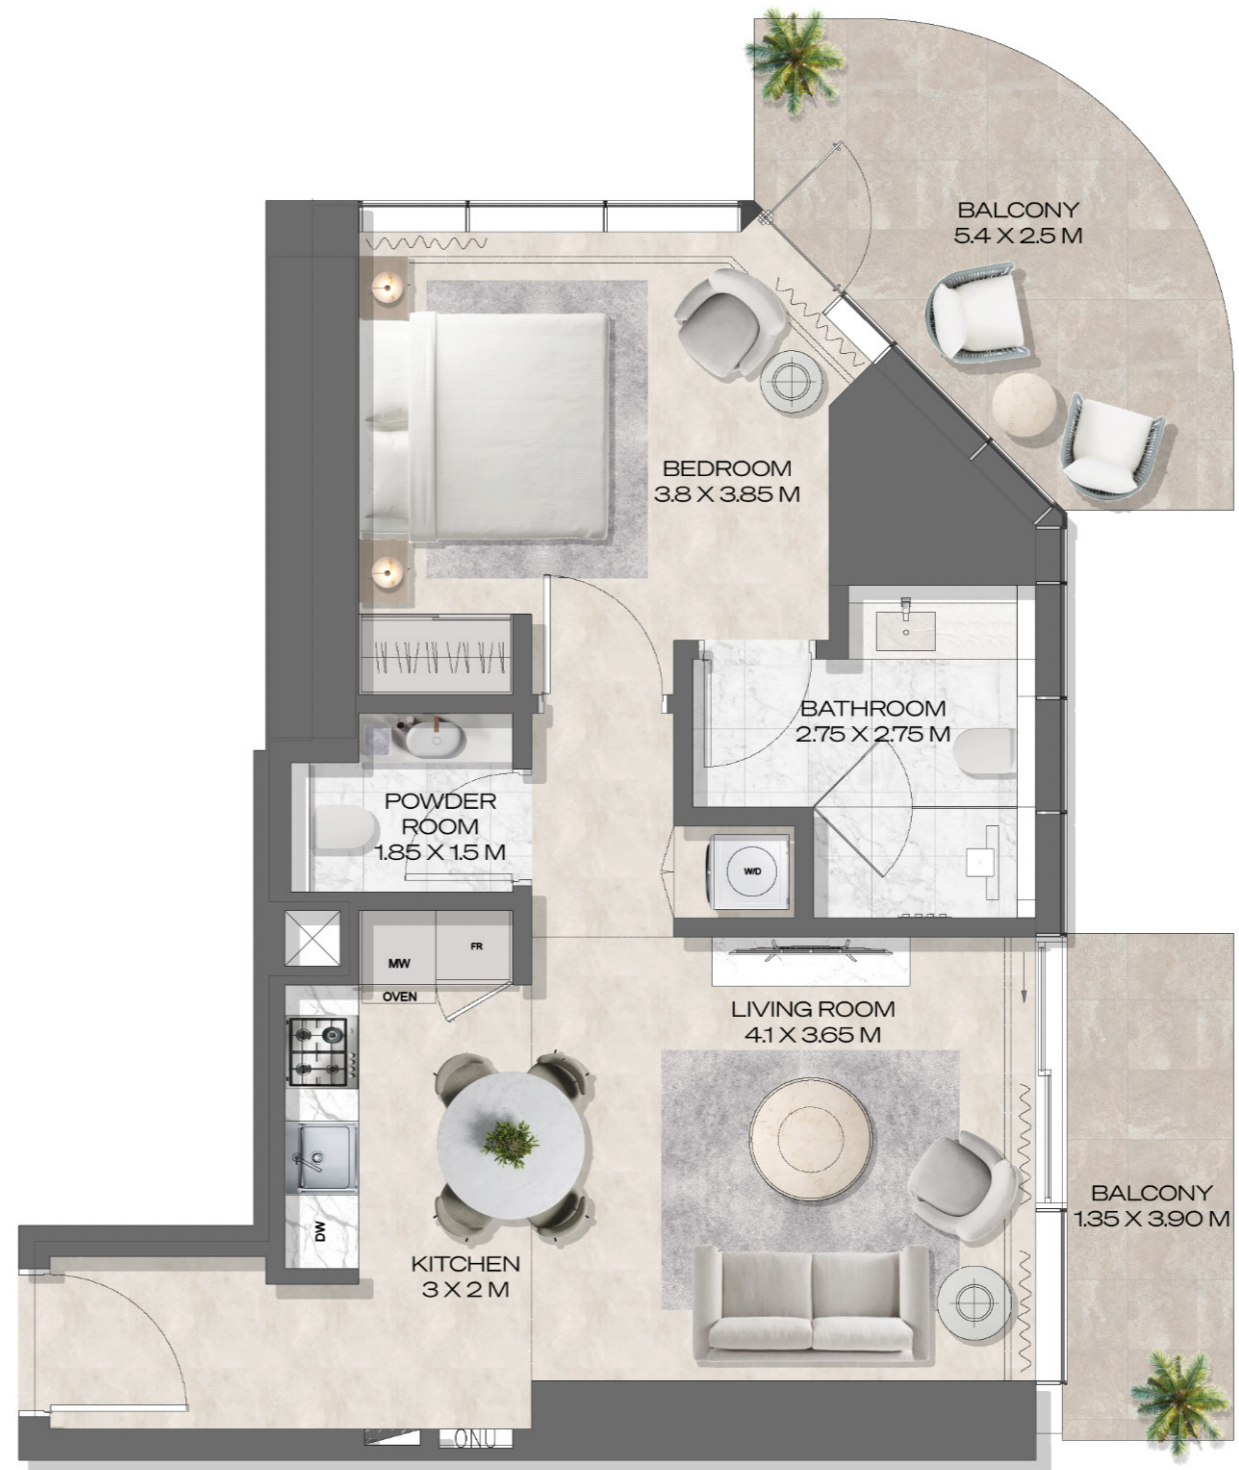 BALCONY
5.4 X 2.5 M
BEDROOM
3.8 X 3.85 M
BATHROOM
2.75 X 2.75 M
POWDER
ROOM
1.85 X 1.5 M
W/D
MW
FR
OVEN
LIVING ROOM
4.1 X 3.65 M
DW
KITCHEN
3 X 2 M
BALCONY
1.35 X 3.90 M
ONU